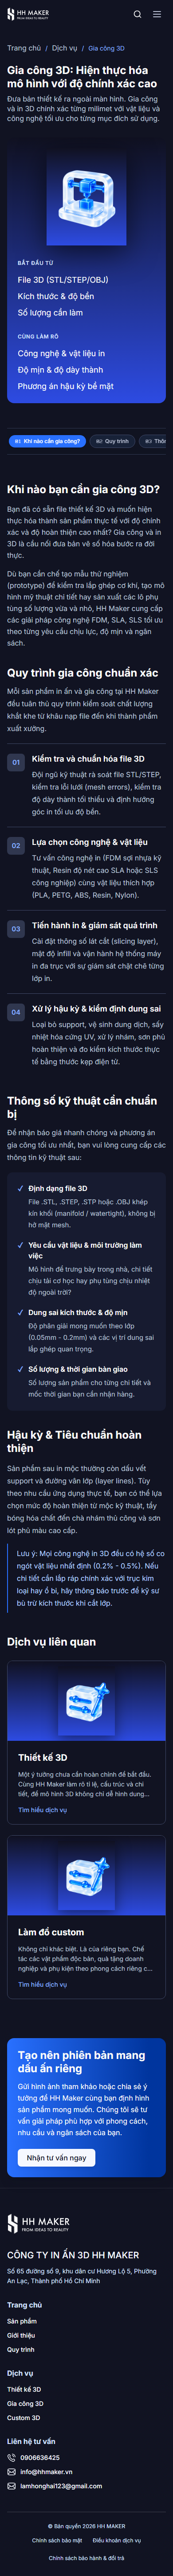 HH MAKER
FROM IDEAS TO REALITY
Trang chủ / Dịch vụ / Gia công 3D
Gia công 3D: Hiện thực hóa
mô hình với độ chính xác cao
Đưa bản thiết kế ra ngoài màn hình. Gia công
và in 3D chính xác từng milimet với vật liệu và
công nghệ tối ưu cho từng mục đích sử dụng.
BẮT ĐẦU TỪ
File 3D (STL/STEP/OBJ)
Kích thước & độ bền
Số lượng cần làm
CÙNG LÀM RÕ
Công nghệ & vật liệu in
Độ mịn & độ dày thành
Phương án hậu kỳ bề mặt
01 Khi nào cần gia công?
02 Quy trình
03 Thôn
Khi nào bạn cần gia công 3D?
Bạn đã có sẵn file thiết kế 3D và muốn hiện
thực hóa thành sản phẩm thực tế với độ chính
xác và độ hoàn thiện cao nhất? Gia công và in
3D là cầu nối đưa bản vẽ số hóa bước ra đời
thực.
Dù bạn cần chế tạo mẫu thử nghiệm
(prototype) để kiểm tra lắp ghép cơ khí, tạo mô
hình mỹ thuật chi tiết hay sản xuất các lô phụ
tùng số lượng vừa và nhỏ, HH Maker cung cấp
các giải pháp công nghệ FDM, SLA, SLS tối ưu
theo từng yêu cầu chịu lực, độ mịn và ngân
sách.
Quy trình gia công chuẩn xác
Mỗi sản phẩm in ấn và gia công tại HH Maker
đều tuân thủ quy trình kiểm soát chất lượng
khắt khe từ khâu nạp file đến khi thành phẩm
xuất xưởng.
01
Kiểm tra và chuẩn hóa file 3D
Đội ngũ kỹ thuật rà soát file STL/STEP,
kiểm tra lỗi lưới (mesh errors), kiểm tra
độ dày thành tối thiểu và định hướng
góc in tối ưu độ bền.
02
Lựa chọn công nghệ & vật liệu
Tư vấn công nghệ in (FDM sợi nhựa kỹ
thuật, Resin độ nét cao SLA hoặc SLS
công nghiệp) cùng vật liệu thích hợp
(PLA, PETG, ABS, Resin, Nylon).
03
Tiến hành in & giám sát quá trình
Cài đặt thông số lát cắt (slicing layer),
mật độ infill và vận hành hệ thống máy
in đa trục với sự giám sát chặt chẽ từng
lớp in.
04
Xử lý hậu kỳ & kiểm định dung sai
Loại bỏ support, vệ sinh dung dịch, sấy
nhiệt hóa cứng UV, xử lý nhám, sơn phủ
hoàn thiện và đo kiểm kích thước thực
tế bằng thước kẹp điện tử.
Thông số kỹ thuật cần chuẩn
bị
Để nhận báo giá nhanh chóng và phương án
gia công tối ưu nhất, bạn vui lòng cung cấp các
thông tin kỹ thuật sau:
✓ Định dạng file 3D
File .STL, .STEP, .STP hoặc .OBJ khép
kín khối (manifold / watertight), không bị
hở mặt mesh.
✓ Yêu cầu vật liệu & môi trường làm
việc
Mô hình để trưng bày trong nhà, chi tiết
chịu tải cơ học hay phụ tùng chịu nhiệt
độ ngoài trời?
✓ Dung sai kích thước & độ mịn
Độ phân giải mong muốn theo lớp
(0.05mm - 0.2mm) và các vị trí dung sai
lắp ghép quan trọng.
✓ Số lượng & thời gian bàn giao
Số lượng sản phẩm cho từng chi tiết và
mốc thời gian bạn cần nhận hàng.
Hậu kỳ & Tiêu chuẩn hoàn
thiện
Sản phẩm sau in mộc thường còn dấu vết
support và đường vân lớp (layer lines). Tùy
theo nhu cầu ứng dụng thực tế, bạn có thể lựa
chọn mức độ hoàn thiện từ mộc kỹ thuật, tẩy
bóng hóa chất đến chà nhám thủ công và sơn
lót phủ màu cao cấp.
Lưu ý: Mọi công nghệ in 3D đều có hệ số co
ngót vật liệu nhất định (0.2% - 0.5%). Nếu
chi tiết cần lắp ráp chính xác với trục kim
loại hay ổ bi, hãy thông báo trước để kỹ sư
bù trừ kích thước khi cắt lớp.
Dịch vụ liên quan
Thiết kế 3D
Một ý tưởng chưa cần hoàn chỉnh để bắt đầu.
Cùng HH Maker làm rõ tỉ lệ, cấu trúc và chi
tiết, để mô hình 3D không chỉ dễ hình dung...
Tìm hiểu dịch vụ
Làm đồ custom
Không chỉ khác biệt. Là của riêng bạn. Chế
tác các vật phẩm độc bản, quà tặng doanh
nghiệp và phụ kiện theo phong cách riêng c...
Tìm hiểu dịch vụ
Tạo nên phiên bản mang
dấu ấn riêng
Gửi hình ảnh tham khảo hoặc chia sẻ ý
tưởng để HH Maker cùng bạn định hình
sản phẩm mong muốn. Chúng tôi sẽ tư
vấn giải pháp phù hợp với phong cách,
nhu cầu và ngân sách của bạn.
Nhận tư vấn ngay
HH MAKER
FROM IDEAS TO REALITY
CÔNG TY IN ẤN 3D HH MAKER
Số 65 đường số 9, khu dân cư Hương Lộ 5, Phường
An Lạc, Thành phố Hồ Chí Minh
Trang chủ
Sản phẩm
Giới thiệu
Quy trình
Dịch vụ
Thiết kế 3D
Gia công 3D
Custom 3D
Liên hệ tư vấn
0906636425
info@hhmaker.vn
lamhonghai123@gmail.com
© Bản quyền 2026 HH MAKER
Chính sách bảo mật
Điều khoản dịch vụ
Chính sách bảo hành & đổi trả